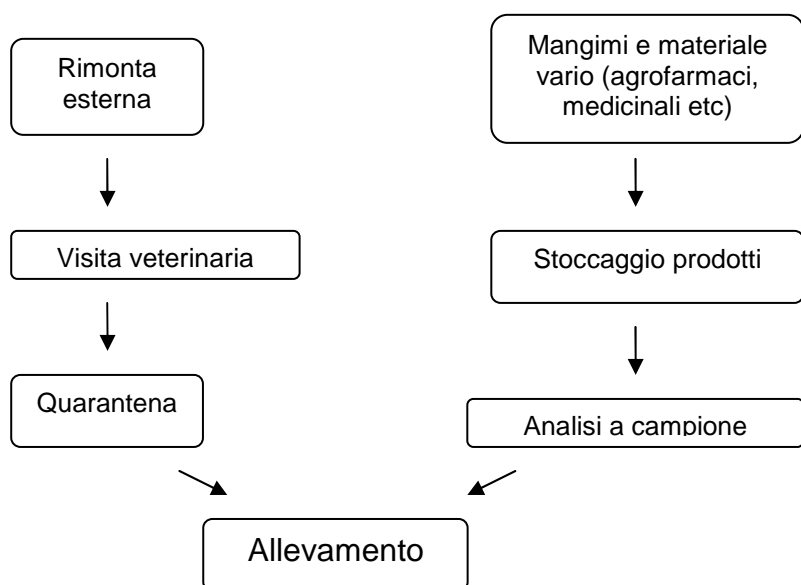 Rimonta
esterna
Mangimi e materiale
vario (agrofarmaci,
medicinali etc)
Visita veterinaria
Stoccaggio prodotti
Quarantena
Analisi a campione
Allevamento